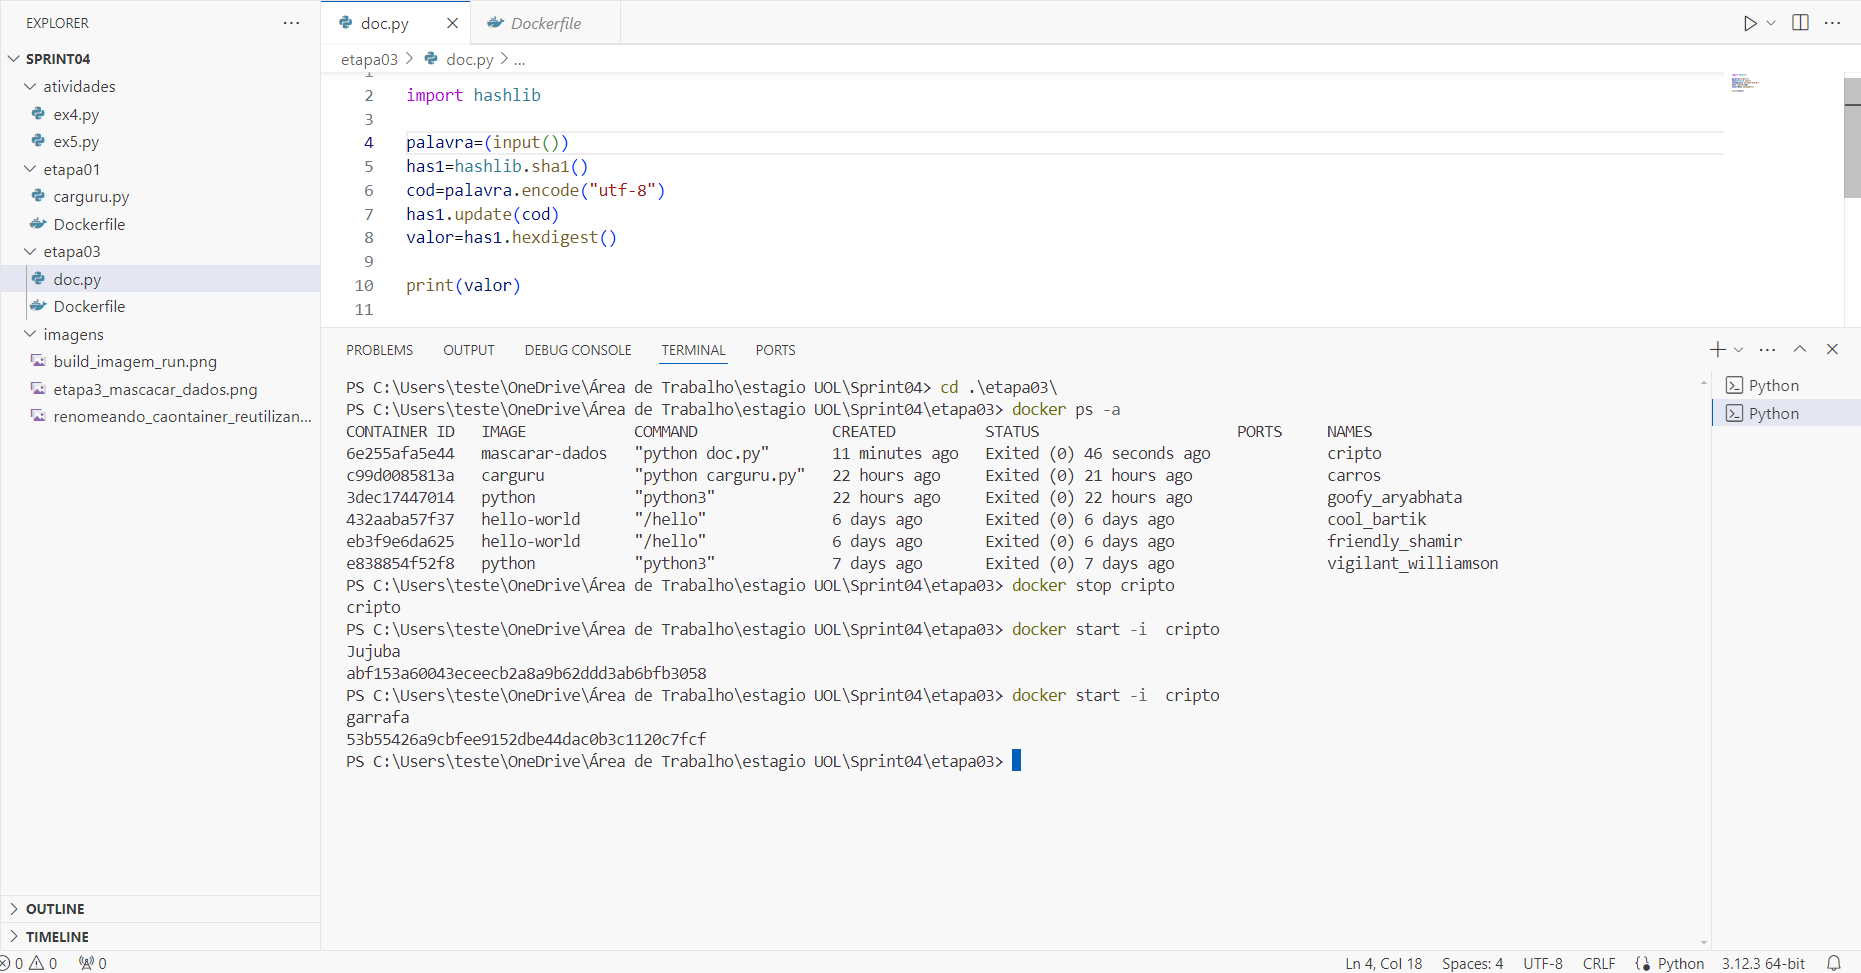 EXPLORER
SPRINT04
atividades
ex4.py
ex5.py
etapa01
carguru.py
Dockerfile
etapa03
doc.py
Dockerfile
imagens
build_imagem_run.png
etapa3_mascacar_dados.png
renomeando_caontainer_reutilizan...
OUTLINE
TIMELINE
doc.py
Dockerfile
etapa03 > doc.py > ...
1
2 import hashlib
3
4 palavra=(input())
5 has1=hashlib.sha1()
6 cod=palavra.encode("utf-8")
7 has1.update(cod)
8 valor=has1.hexdigest()
9
10 print(valor)
11
PROBLEMS OUTPUT DEBUG CONSOLE TERMINAL PORTS
PS C:\Users\teste\OneDrive\Área de Trabalho\estagio UOL\Sprint04> cd .\etapa03\
PS C:\Users\teste\OneDrive\Área de Trabalho\estagio UOL\Sprint04\etapa03> docker ps -a
CONTAINER ID IMAGE COMMAND CREATED STATUS PORTS NAMES
6e255afa5e44 mascarar-dados "python doc.py" 11 minutes ago Exited (0) 46 seconds ago cripto
c99d0085813a carguru "python carguru.py" 22 hours ago Exited (0) 21 hours ago carros
3dec17447014 python "python3" 22 hours ago Exited (0) 22 hours ago goofy_aryabhata
432aaba57f37 hello-world "/hello" 6 days ago Exited (0) 6 days ago cool_bartik
eb3f9e6da625 hello-world "/hello" 6 days ago Exited (0) 6 days ago friendly_shamir
e838854f52f8 python "python3" 7 days ago Exited (0) 7 days ago vigilant_williamson
PS C:\Users\teste\OneDrive\Área de Trabalho\estagio UOL\Sprint04\etapa03> docker stop cripto
cripto
PS C:\Users\teste\OneDrive\Área de Trabalho\estagio UOL\Sprint04\etapa03> docker start -i  cripto
Jujuba
abf153a60043eceecb2a8a9b62ddd3ab6bfb3058
PS C:\Users\teste\OneDrive\Área de Trabalho\estagio UOL\Sprint04\etapa03> docker start -i  cripto
garrafa
53b55426a9cbfee9152dbe44dac0b3c1120c7fcf
PS C:\Users\teste\OneDrive\Área de Trabalho\estagio UOL\Sprint04\etapa03>
Python
Python
0 0 0
Ln 4, Col 18 Spaces: 4 UTF-8 CRLF Python 3.12.3 64-bit